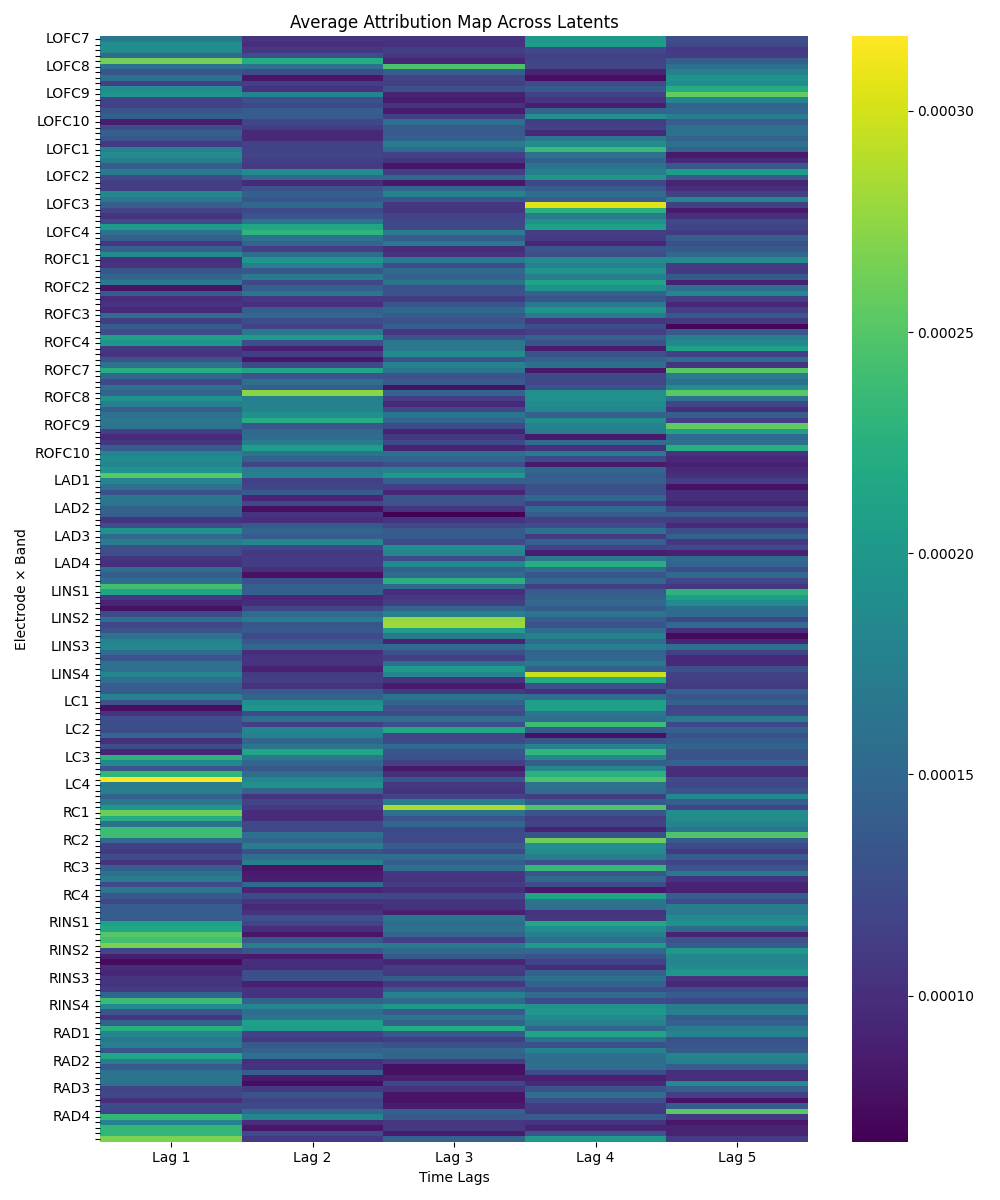 Average Attribution Map Across Latents
LOFC7
LOFC8
LOFC9
LOFC10
LOFC1
LOFC2
LOFC3
LOFC4
ROFC1
ROFC2
ROFC3
ROFC4
ROFC7
ROFC8
ROFC9
ROFC10
LAD1
LAD2
LAD3
LAD4
LINS1
LINS2
LINS3
LINS4
LC1
LC2
LC3
LC4
RC1
RC2
RC3
RC4
RINS1
RINS2
RINS3
RINS4
RAD1
RAD2
RAD3
RAD4
Electrode × Band
Lag 1 Lag 2 Lag 3 Lag 4 Lag 5
Time Lags
0.00030
0.00025
0.00020
0.00015
0.00010